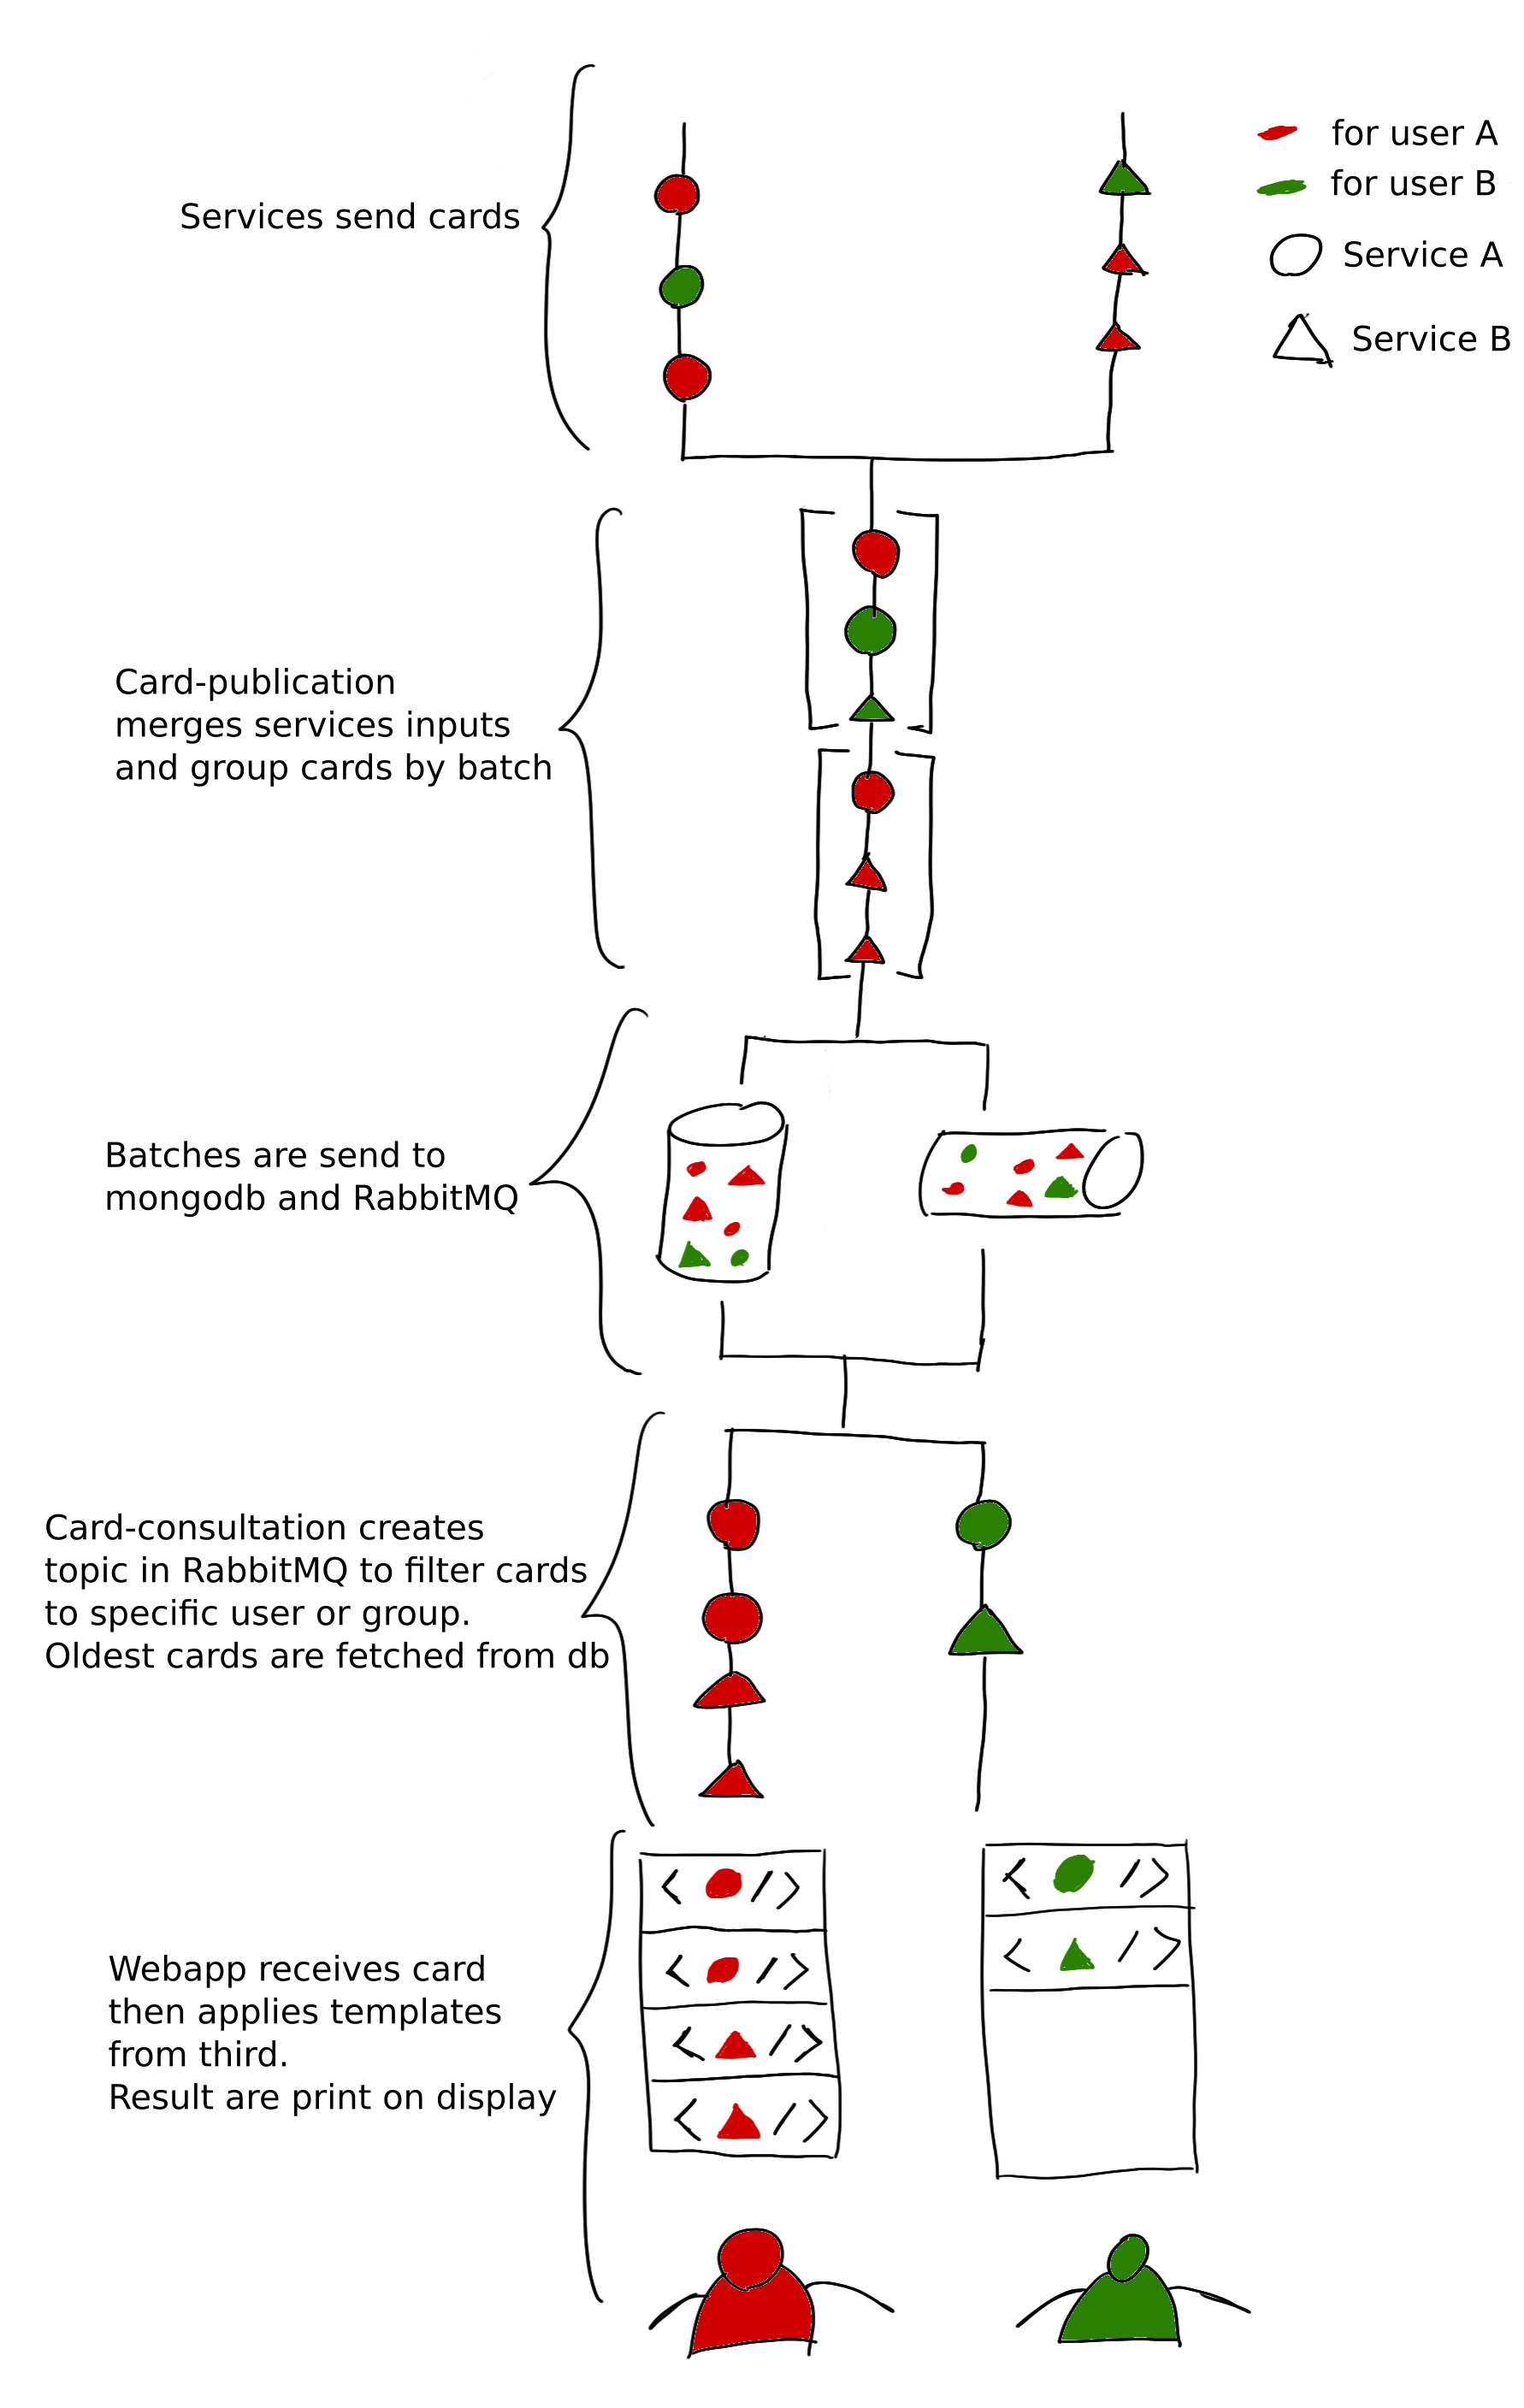 for user A
for user B
Services send cards
Service A
Service B
Card-publication
merges services inputs
and group cards by batch
Batches are send to
mongodb and RabbitMQ
Card-consultation creates
topic in RabbitMQ to filter cards
to specific user or group.
Oldest cards are fetched from db
Webapp receives card
then applies templates
from third.
Result are print on display